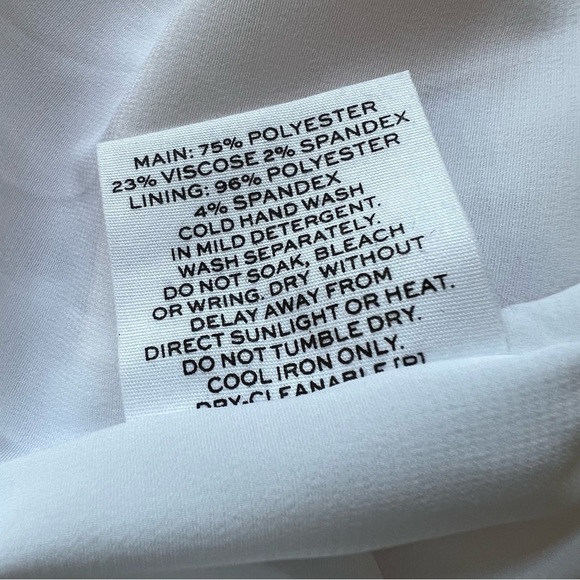 MAIN: 75% POLYESTER
23% VISCOSE 2% SPANDEX
LINING: 96% POLYESTER
4% SPANDEX
COLD HAND WASH
IN MILD DETERGENT.
WASH SEPARATELY.
DO NOT SOAK, BLEACH
OR WRING. DRY WITHOUT
DELAY AWAY FROM
DIRECT SUNLIGHT OR HEAT.
DO NOT TUMBLE DRY.
COOL IRON ONLY.
DRY-CLEANABLE [P]